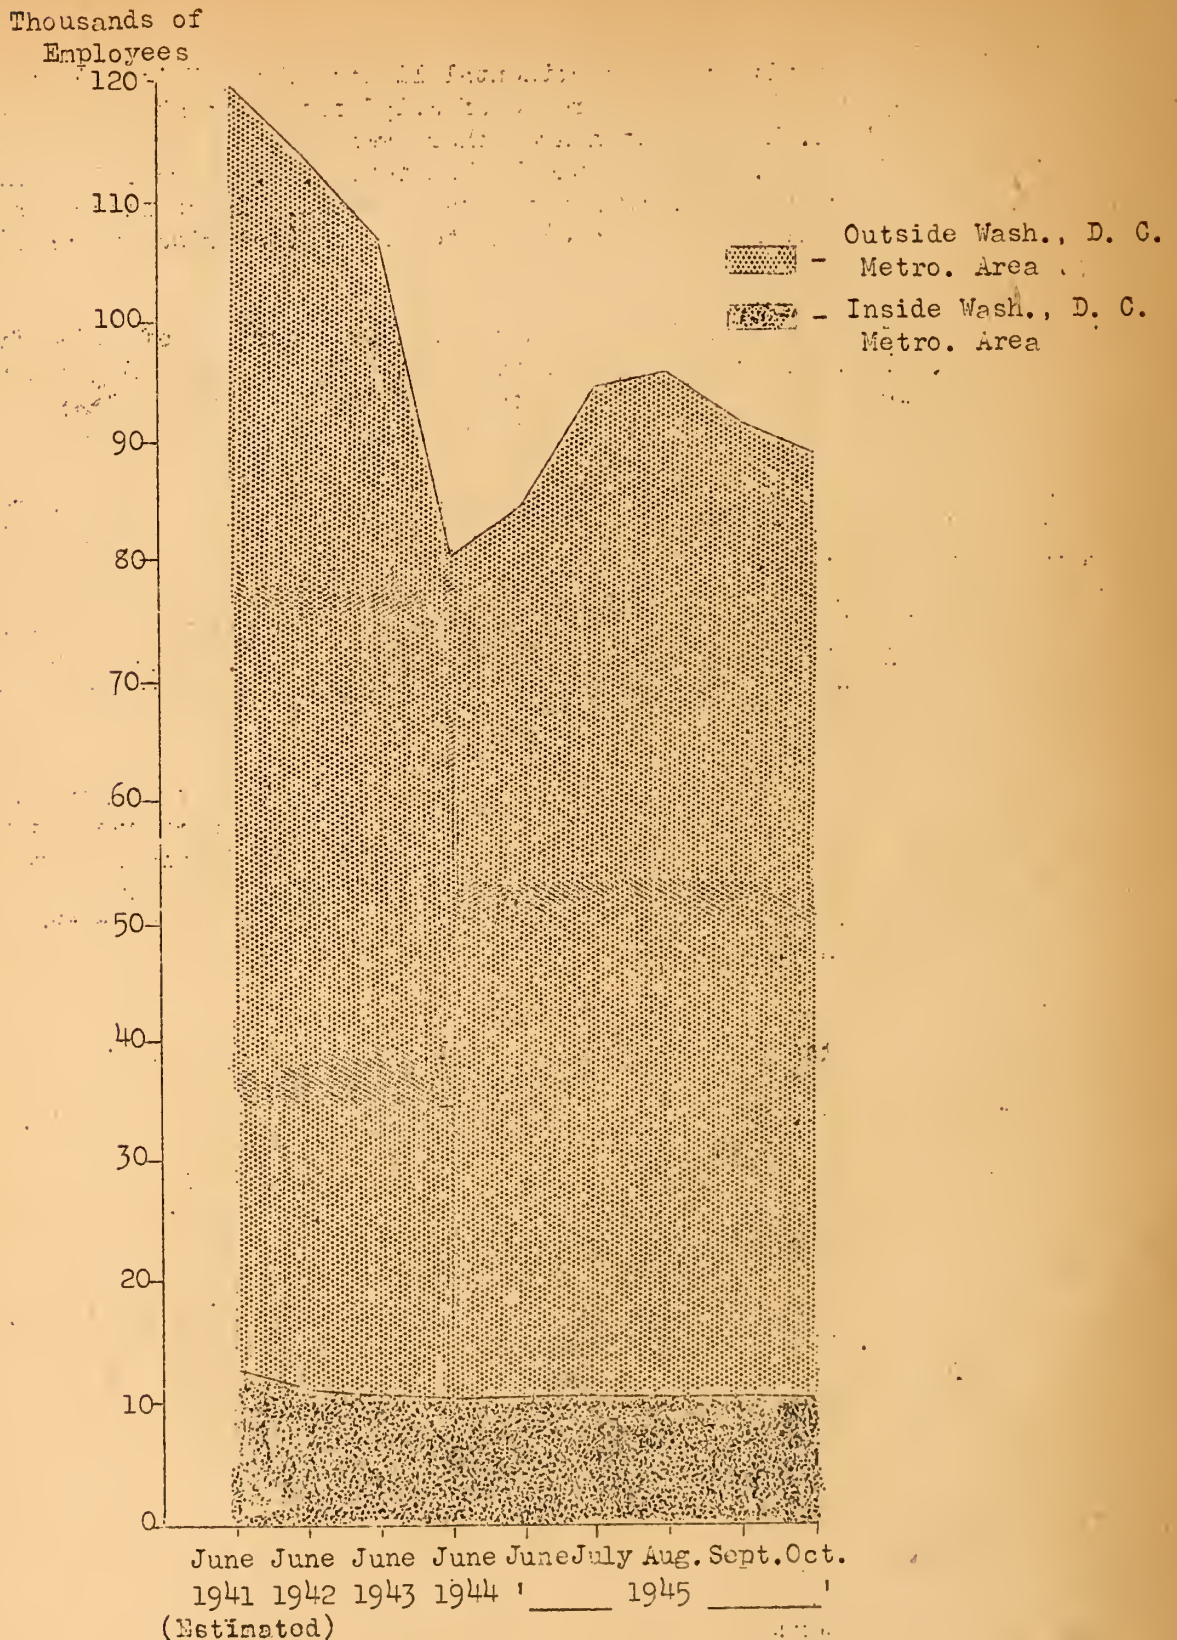 Thousands of
Employees
120
110
100
90
80
70
60
50
40
30
20
10
0
Outside Wash., D. C.
Metro. Area
Inside Wash., D. C.
Metro. Area
June June June June June July Aug. Sept. Oct.
1941 1942 1943 1944 1945
(Estimated)